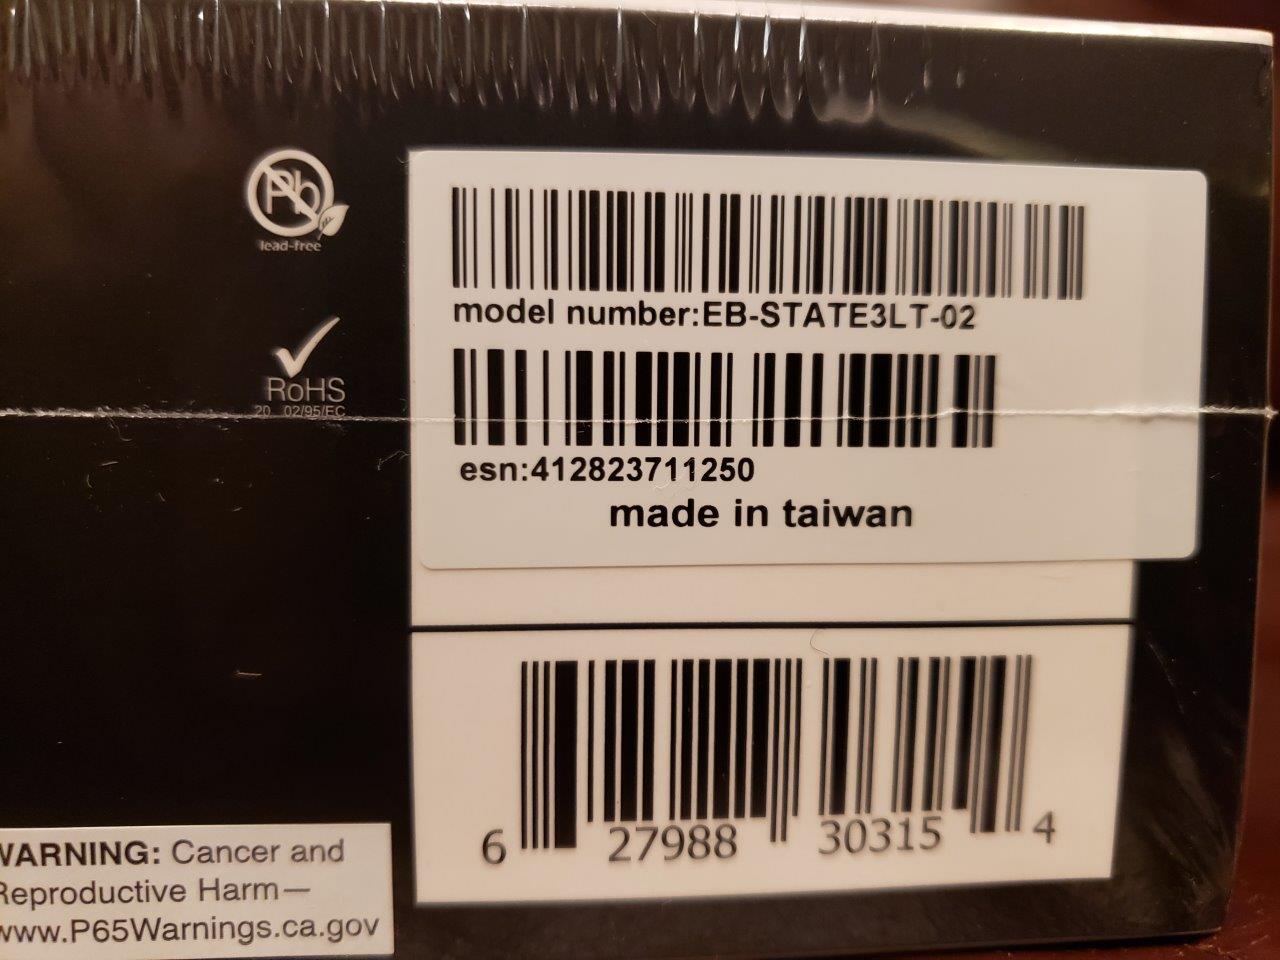 Pb
lead-free
RoHS
20 02/95/EC
model number:EB-STATE3LT-02
esn:412823711250
made in taiwan
6 27988 30315 4
WARNING: Cancer and
Reproductive Harm—
www.P65Warnings.ca.gov